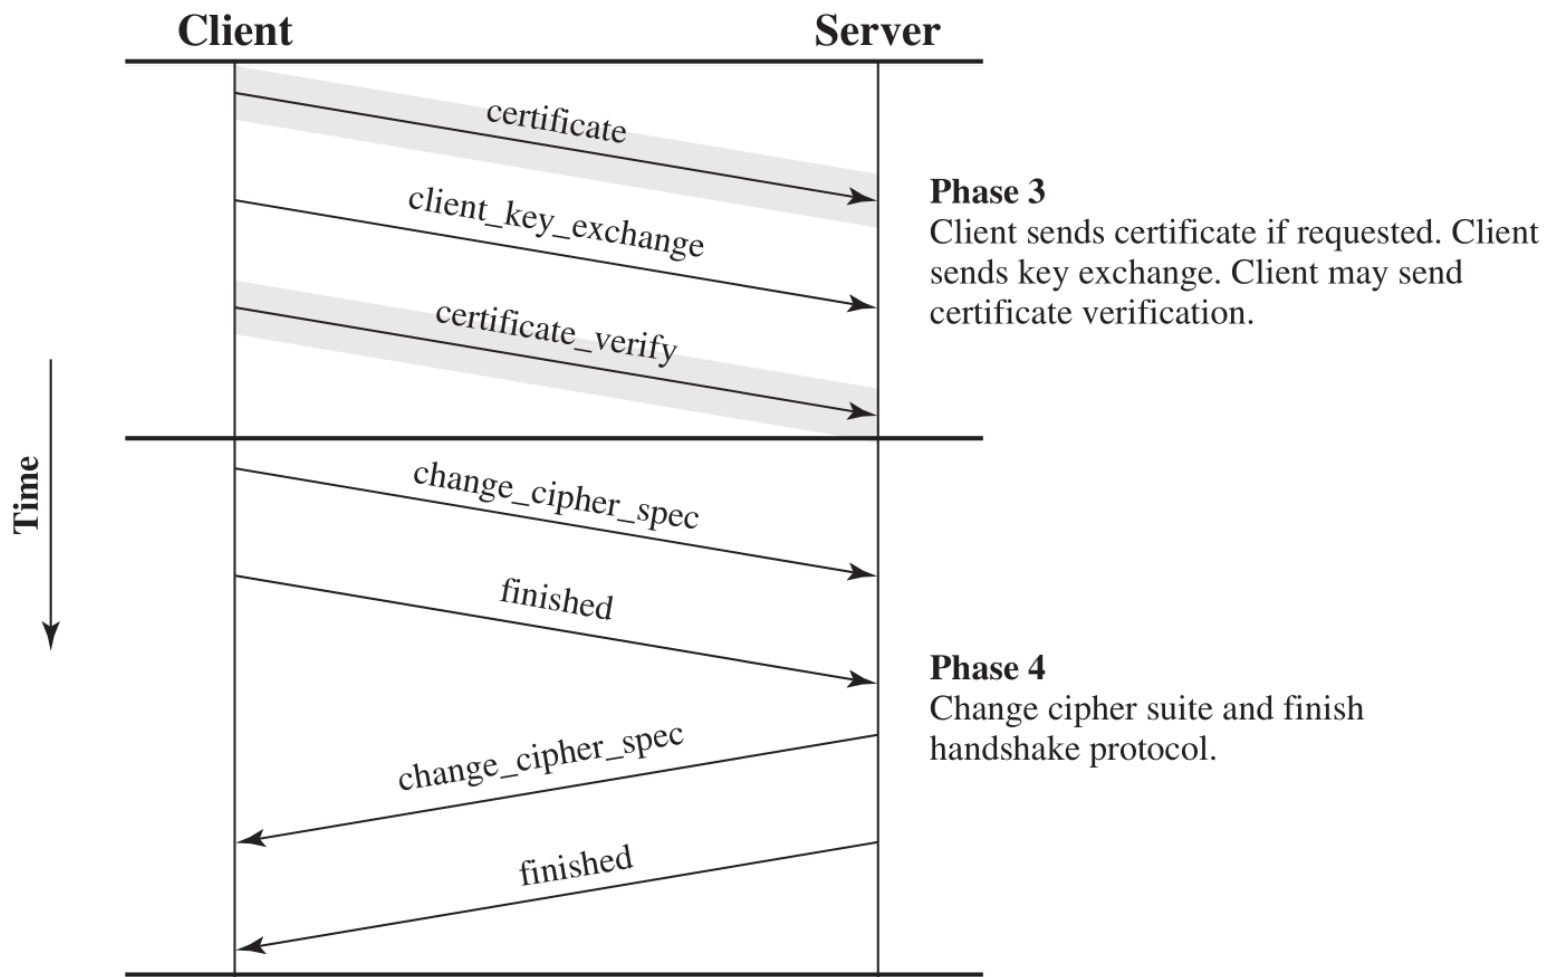 Client
Server
certificate
client_key_exchange
certificate_verify
Phase 3
Client sends certificate if requested. Client
sends key exchange. Client may send
certificate verification.
Time
change_cipher_spec
finished
change_cipher_spec
finished
Phase 4
Change cipher suite and finish
handshake protocol.